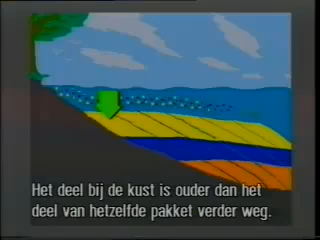 Het deel bij de kust is ouder dan het
deel van hetzelfde pakket verder weg.